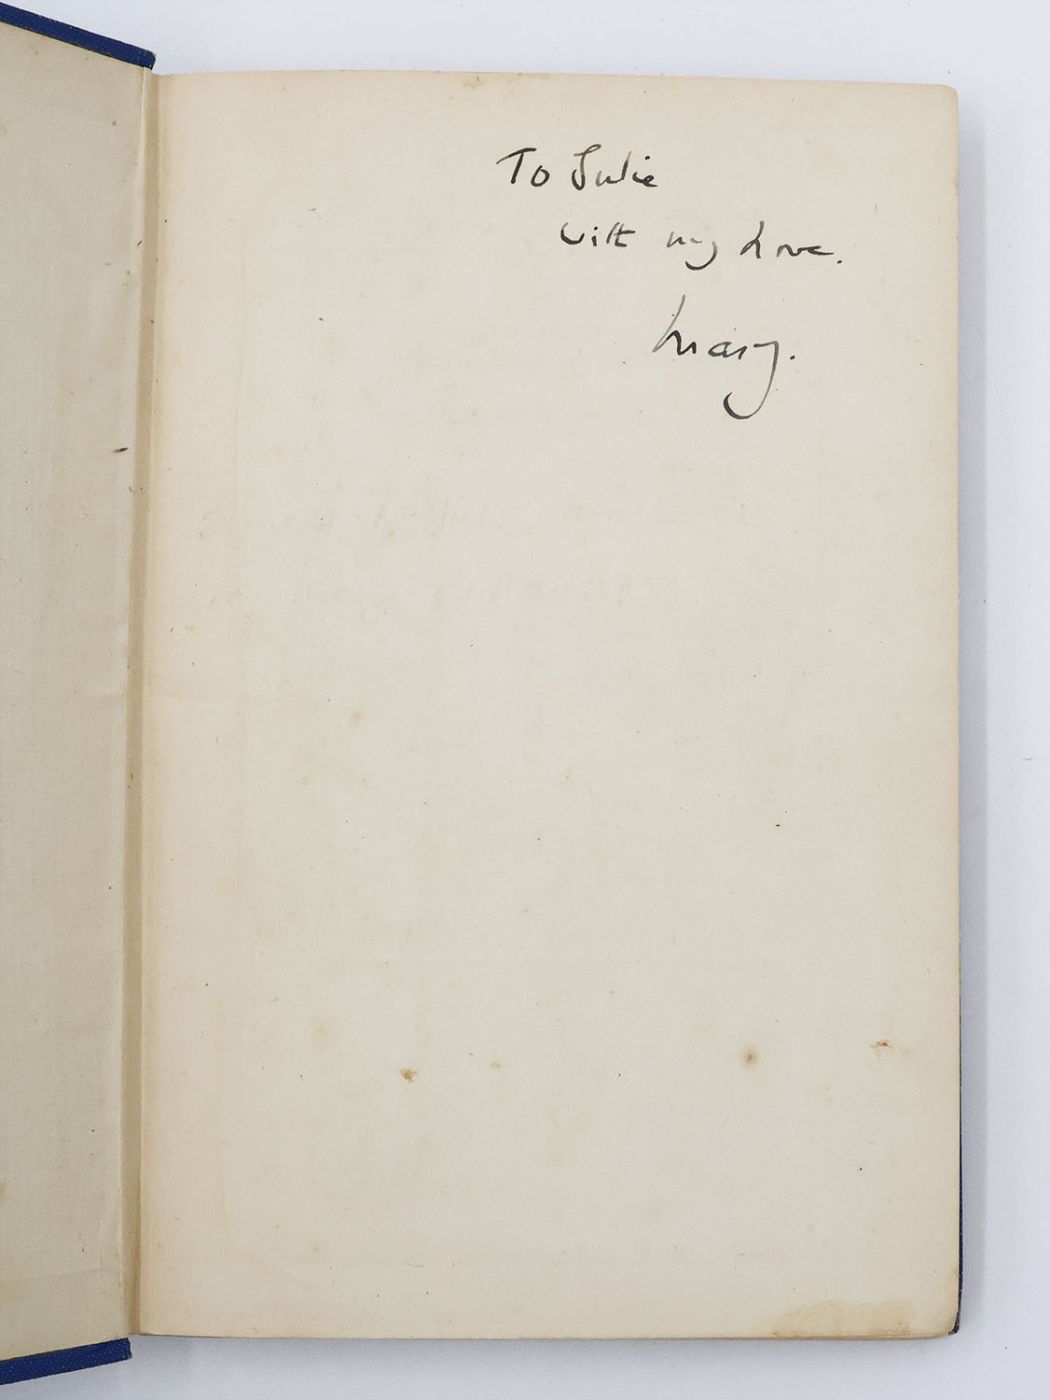 To Julie
With my Love.
Mary.